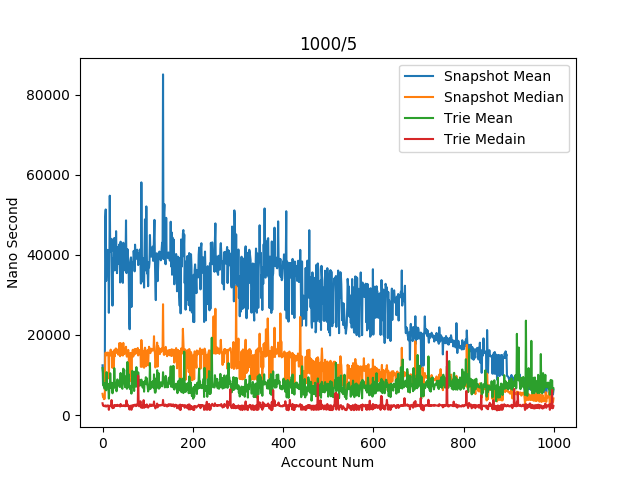 1000/5
Snapshot Mean
Snapshot Median
Trie Mean
Trie Medain
80000
60000
40000
20000
0
Nano Second
0 200 400 600 800 1000
Account Num